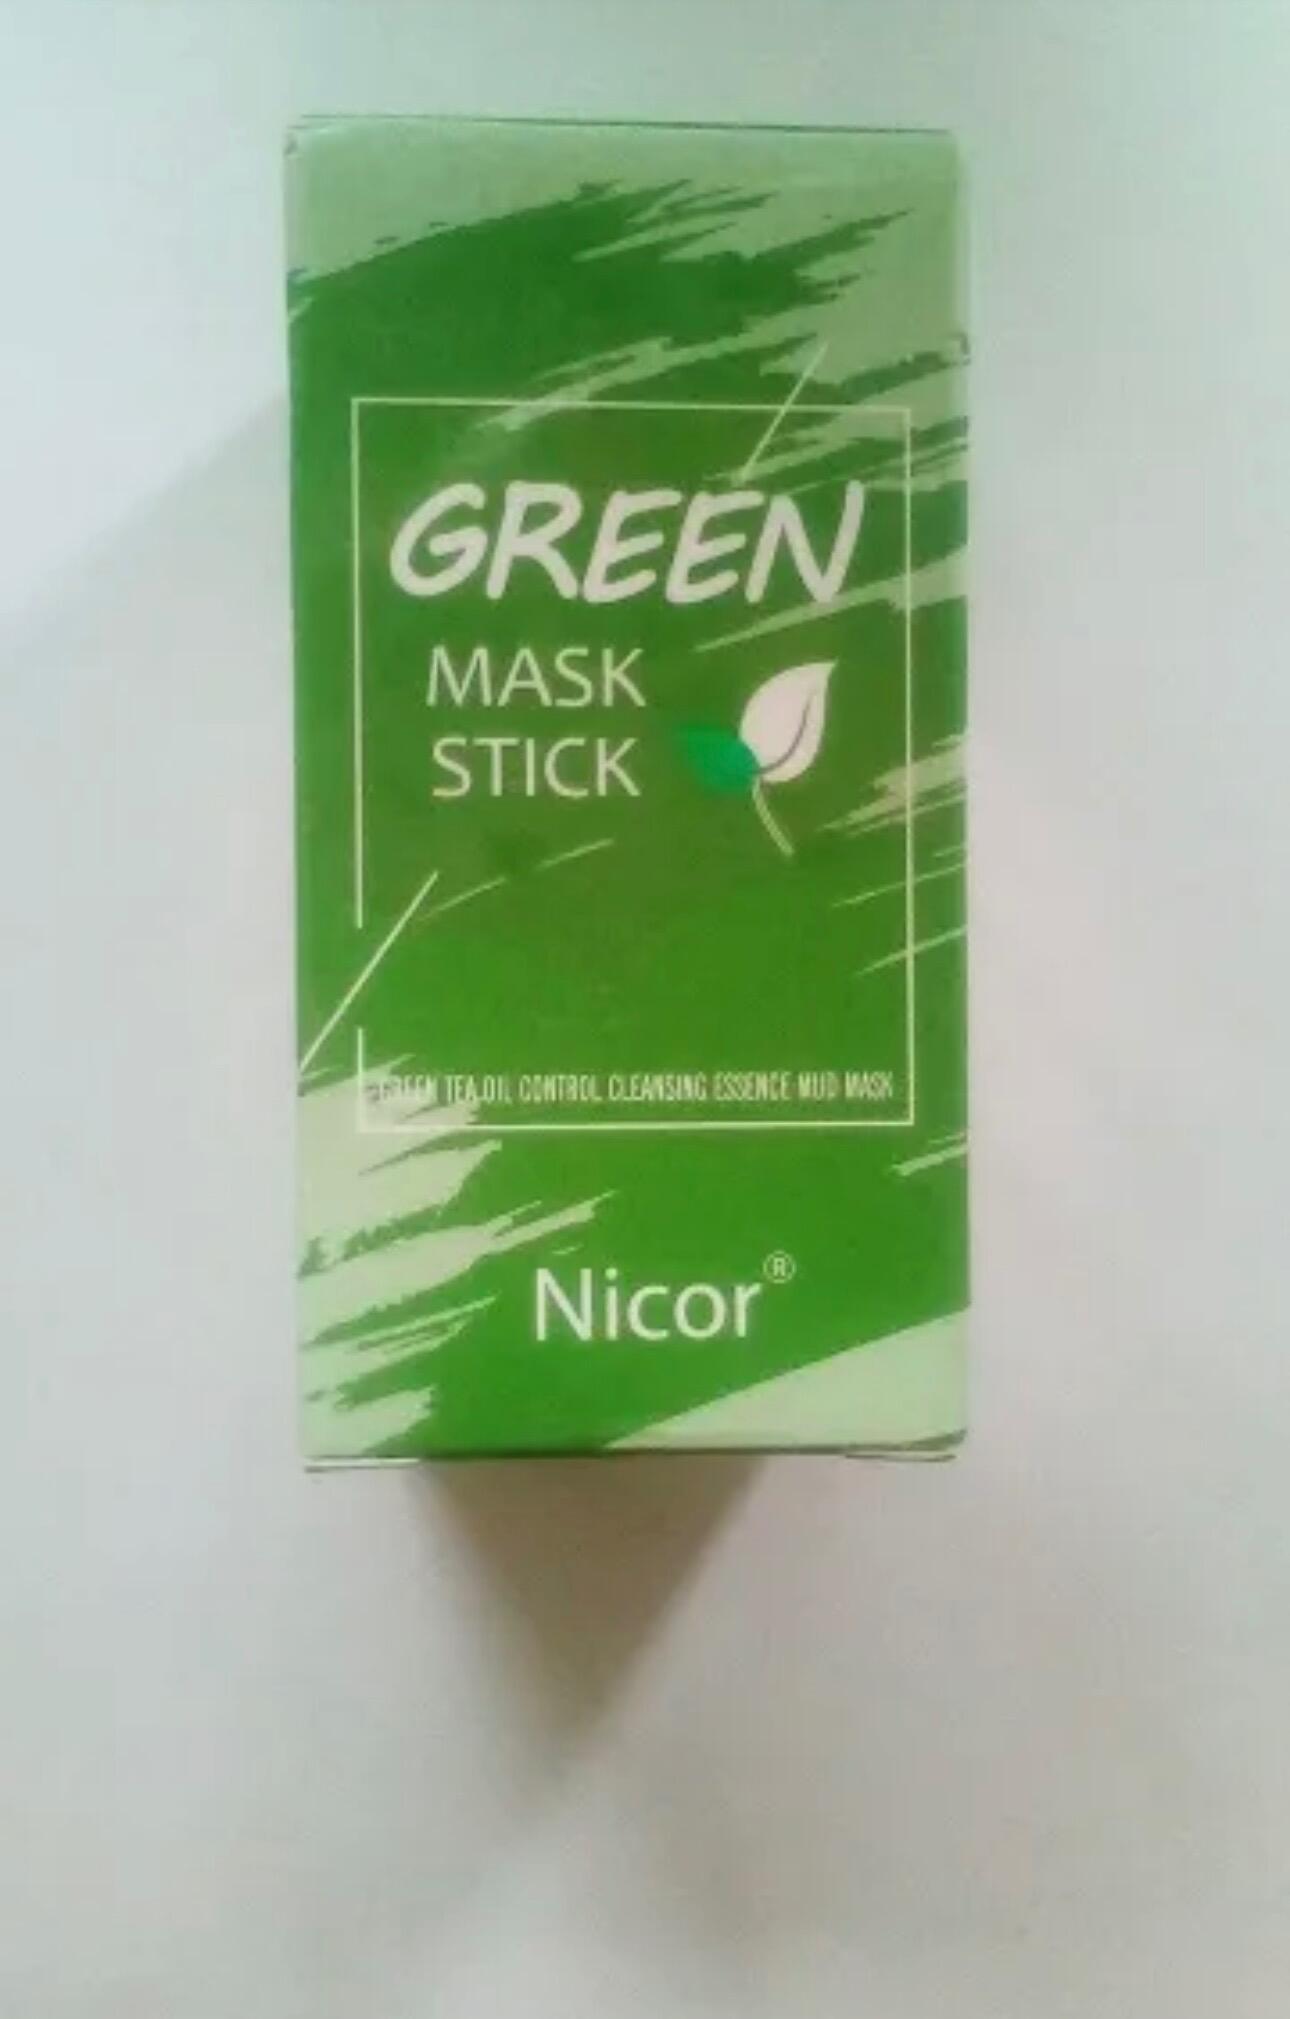 GREEN
MASK
STICK
GREEN TEA OIL CONTROL CLEANSING ESSENCE MUD MASK
Nicor®